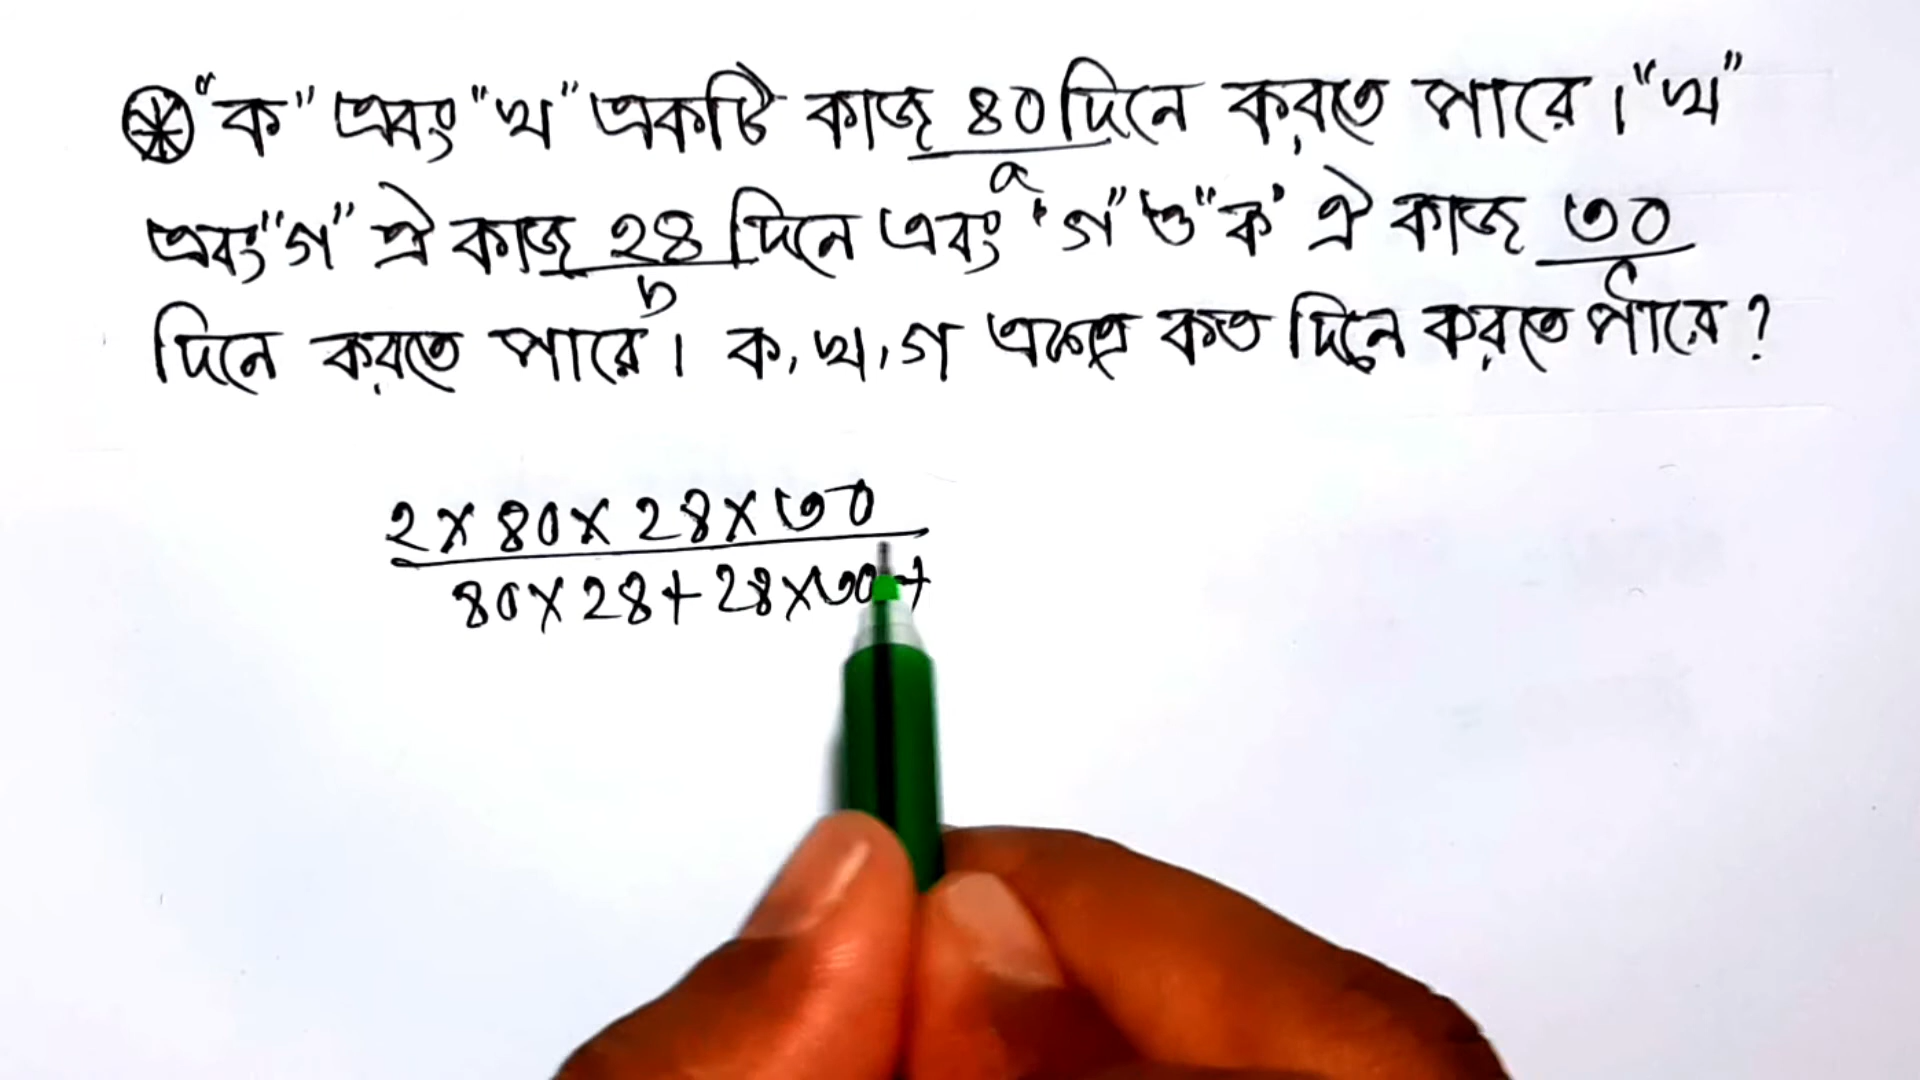 "ক" এবং "খ" একটি কাজ ৪০ দিনে করতে পারে। "খ"
a
এবং "গ" ঐ কাজ ২৪ দিনে এবং "গ" ও "ক" ঐ কাজ ৩০
b c
দিনে করতে পারে। ক, খ, গ একত্রে কত দিনে করতে পারে?
২ × ৪০ × ২৪ × ৩০
৪০ × ২৪ + ২৪ × ৩০ +